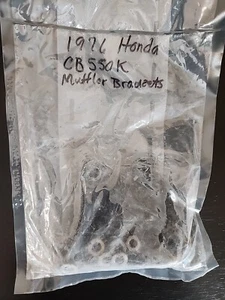 1976 Honda
CB550K
Muffler Brackets